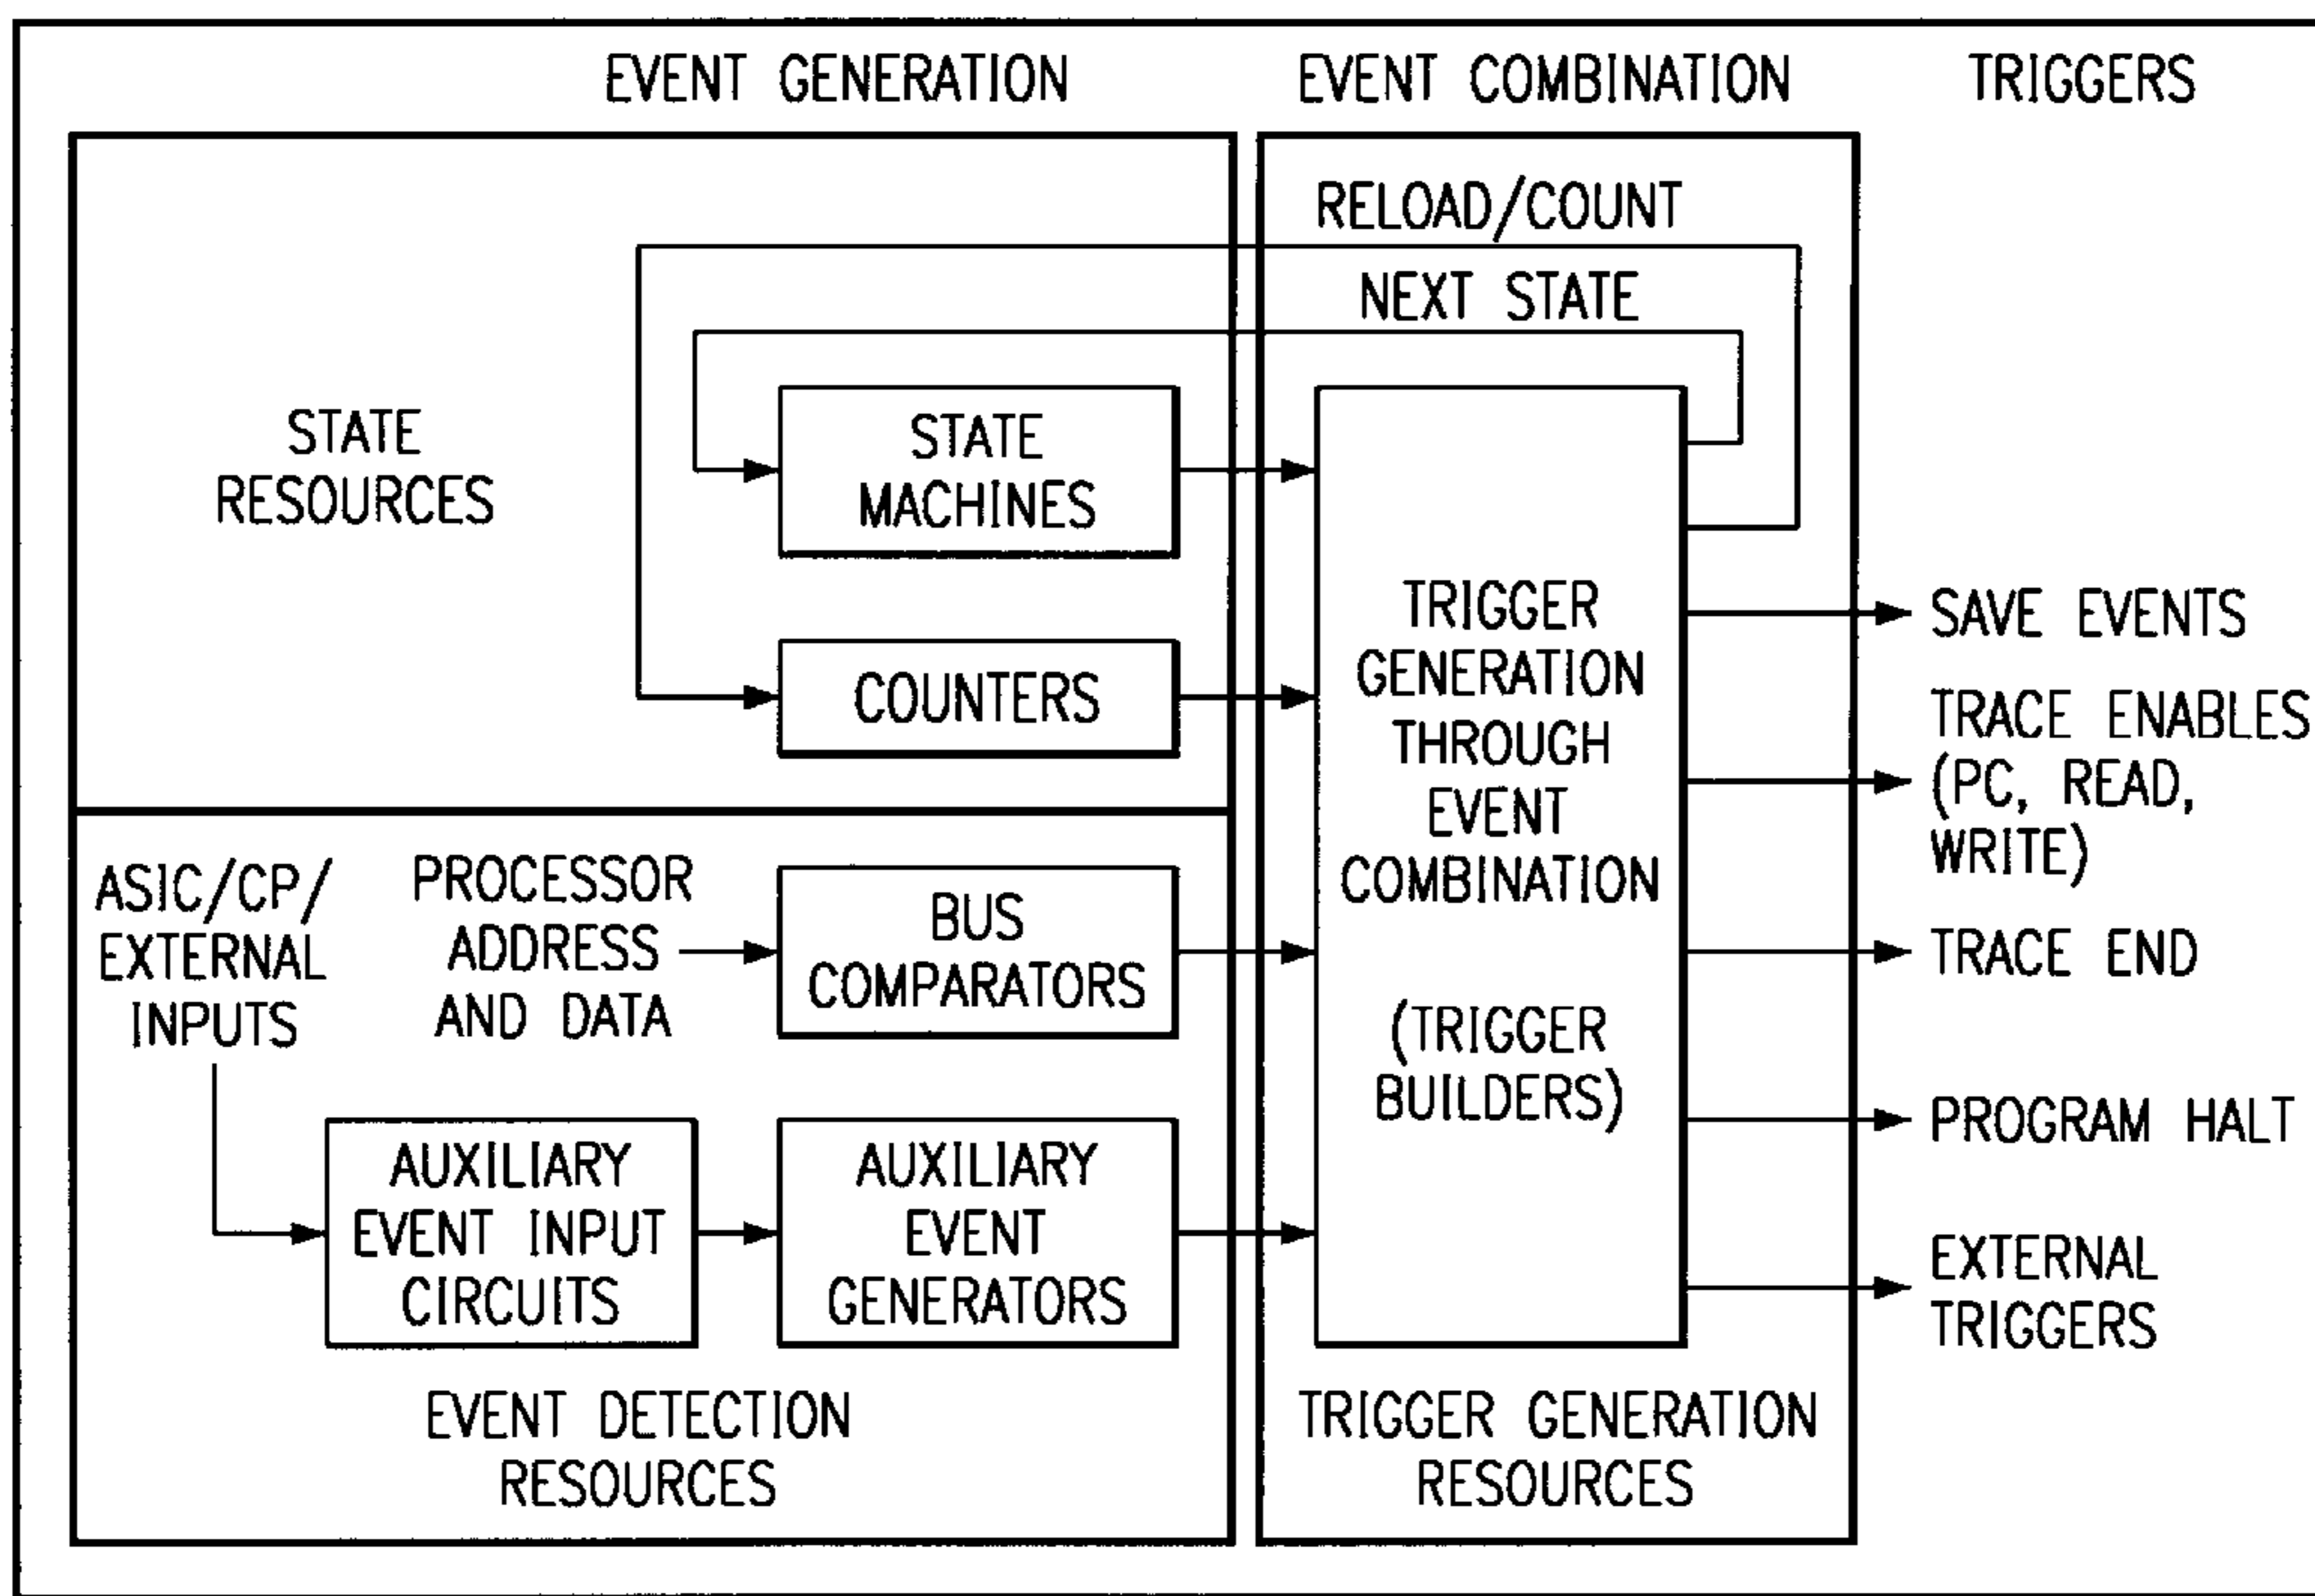 EVENT GENERATION
EVENT COMBINATION
TRIGGERS
RELOAD/COUNT
NEXT STATE
STATE
RESOURCES
STATE
MACHINES
COUNTERS
ASIC/CP/
EXTERNAL
INPUTS
PROCESSOR
ADDRESS
AND DATA
BUS
COMPARATORS
AUXILIARY
EVENT INPUT
CIRCUITS
AUXILIARY
EVENT
GENERATORS
EVENT DETECTION
RESOURCES
TRIGGER
GENERATION
THROUGH
EVENT
COMBINATION
(TRIGGER
BUILDERS)
TRIGGER GENERATION
RESOURCES
SAVE EVENTS
TRACE ENABLES
(PC, READ,
WRITE)
TRACE END
PROGRAM HALT
EXTERNAL
TRIGGERS